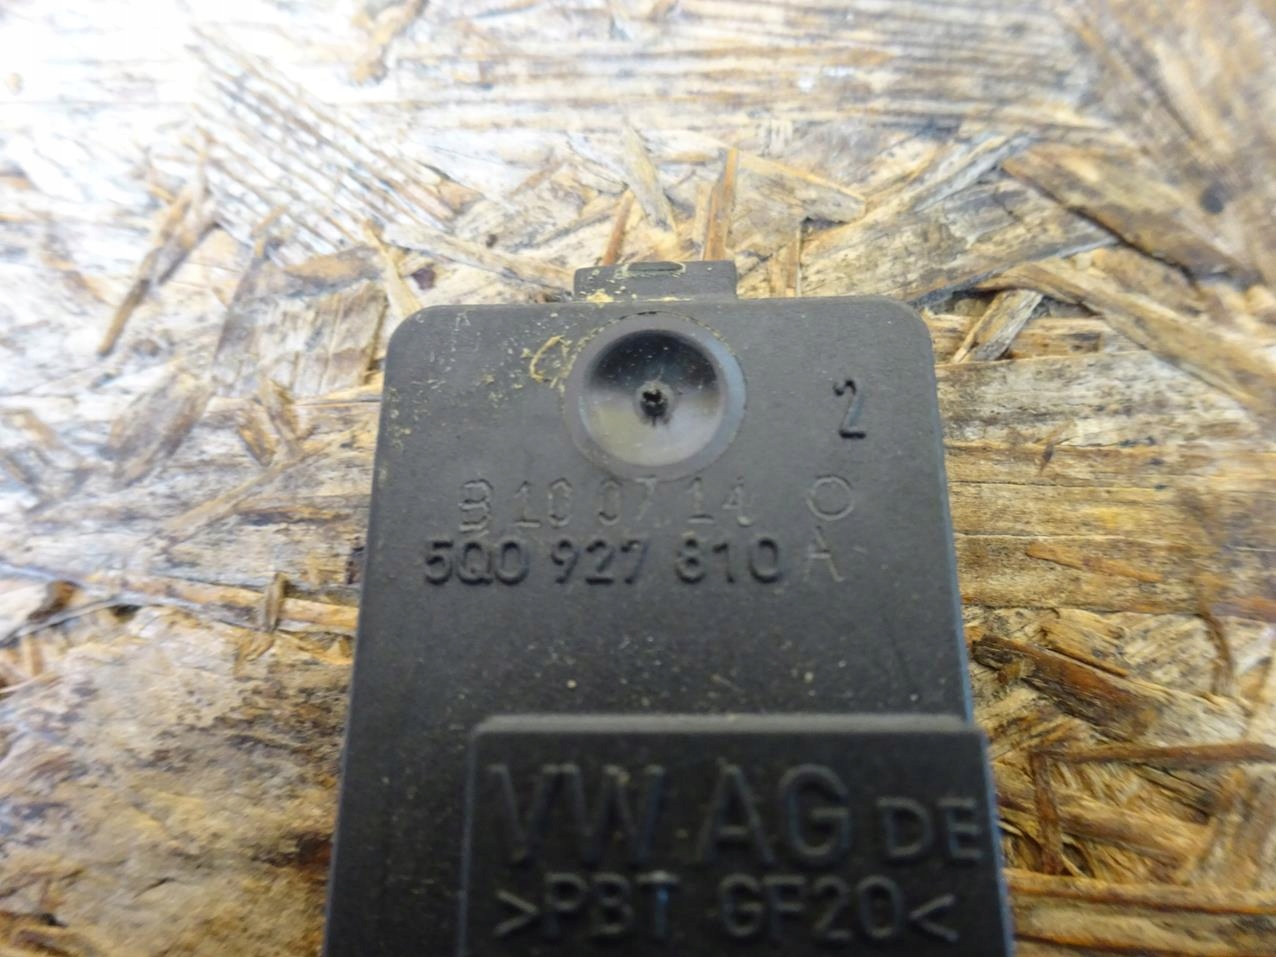 2
B 10 07 14 O
5Q0 927 810 A
VW AG DE
>PBT GF20<